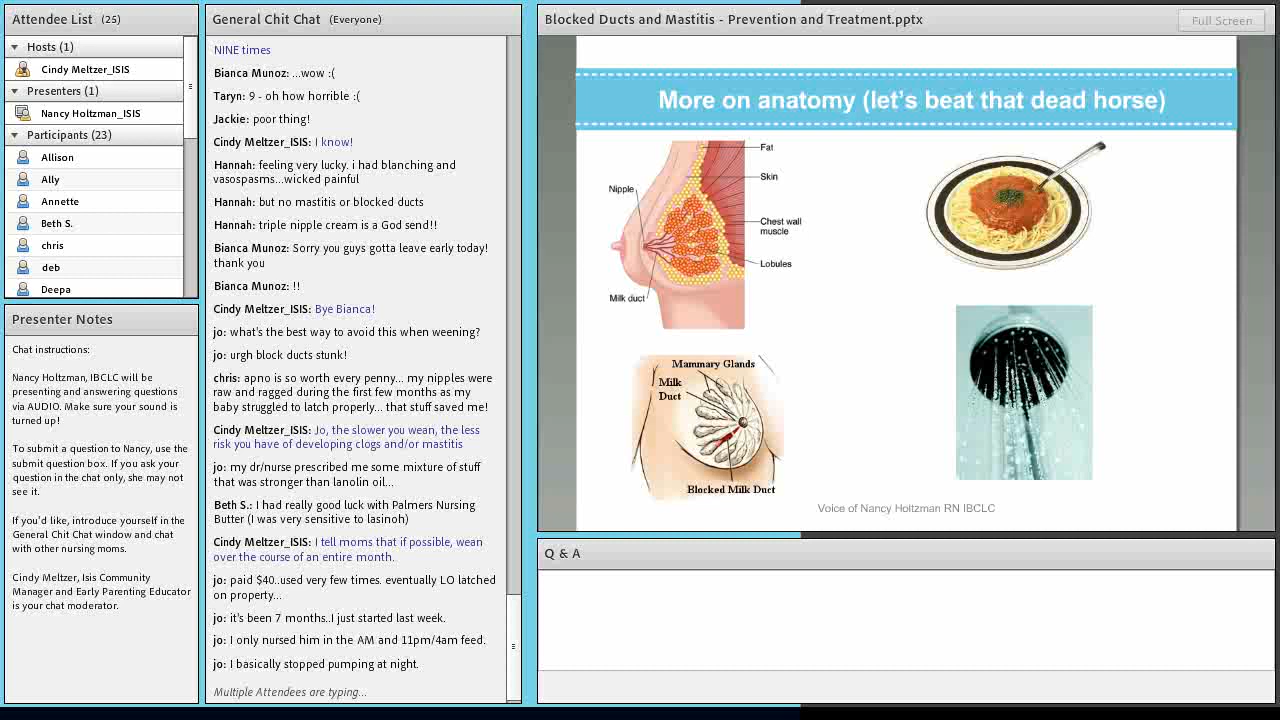 Attendee List (25)
Hosts (1)
Cindy Meltzer_ISIS
Presenters (1)
Nancy Holtzman_ISIS
Participants (23)
Allison
Ally
Annette
Beth S.
chris
deb
Deepa
Presenter Notes
Chat instructions:
Nancy Holtzman, IBCLC will be
presenting and answering questions
via AUDIO. Make sure your sound is
turned up!
To submit a question to Nancy, use the
submit question box. If you ask your
question in the chat only, she may not
see it.
If you'd like, introduce yourself in the
General Chit Chat window and chat
with other nursing moms.
Cindy Meltzer, Isis Community
Manager and Early Parenting Educator
is your chat moderator.
General Chit Chat (Everyone)
NINE times
Bianca Munoz: ...wow :(
Taryn: 9 - oh how horrible :(
Jackie: poor thing!
Cindy Meltzer_ISIS: I know!
Hannah: feeling very lucky. i had blanching and
vasospasms...wicked painful
Hannah: but no mastitis or blocked ducts
Hannah: triple nipple cream is a God send!!
Bianca Munoz: Sorry you guys gotta leave early today!
thank you
Bianca Munoz: !!
Cindy Meltzer_ISIS: Bye Bianca!
jo: what's the best way to avoid this when weening?
jo: urgh block ducts stunk!
chris: apno is so worth every penny... my nipples were
raw and ragged during the first few months as my
baby struggled to latch properly... that stuff saved me!
Cindy Meltzer_ISIS: Jo, the slower you wean, the less
risk you have of developing clogs and/or mastitis
jo: my dr/nurse prescribed me some mixture of stuff
that was stronger than lanolin oil...
Beth S.: I had really good luck with Palmers Nursing
Butter (I was very sensitive to lasinoh)
Cindy Meltzer_ISIS: I tell moms that if possible, wean
over the course of an entire month.
jo: paid $40..used very few times. eventually LO latched
on property...
jo: it's been 7 months..I just started last week.
jo: I only nursed him in the AM and 11pm/4am feed.
jo: I basically stopped pumping at night.
Multiple Attendees are typing...
Blocked Ducts and Mastitis - Prevention and Treatment.pptx
Full Screen
More on anatomy (let's beat that dead horse)
Fat
Skin
Nipple
Chest wall
muscle
Lobules
Milk duct
Mammary Glands
Milk
Duct
Blocked Milk Duct
Voice of Nancy Holtzman RN IBCLC
Q & A